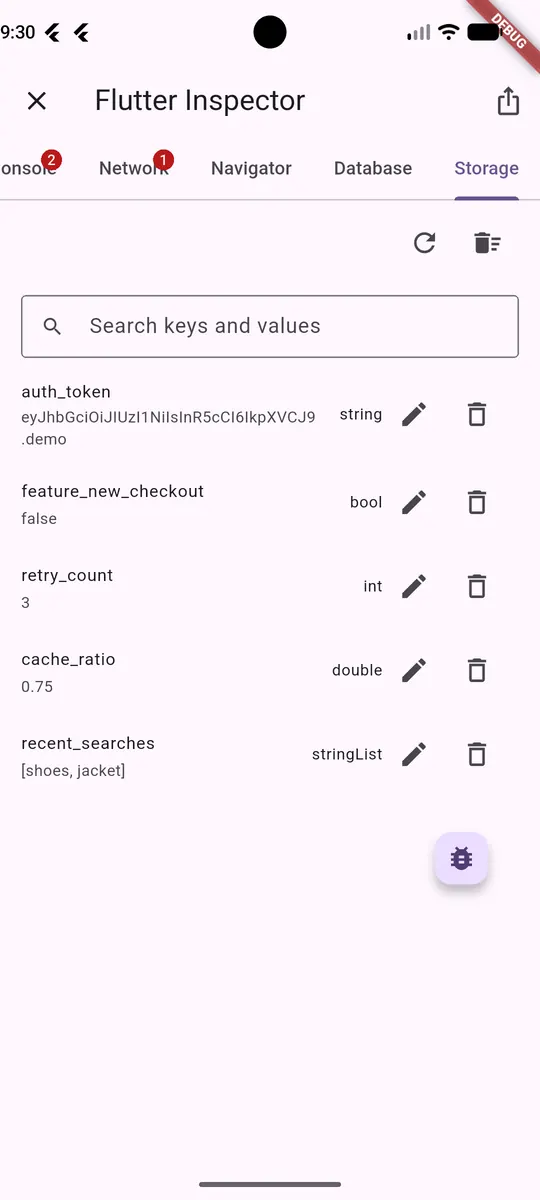 9:30
DEBUG
Flutter Inspector
onsole 2
Network 1
Navigator
Database
Storage
Search keys and values
auth_token
eyJhbGciOiJIUzI1NiIsInR5cCI6IkpXVCJ9
.demo
string
feature_new_checkout
false
bool
retry_count
3
int
cache_ratio
0.75
double
recent_searches
[shoes, jacket]
stringList